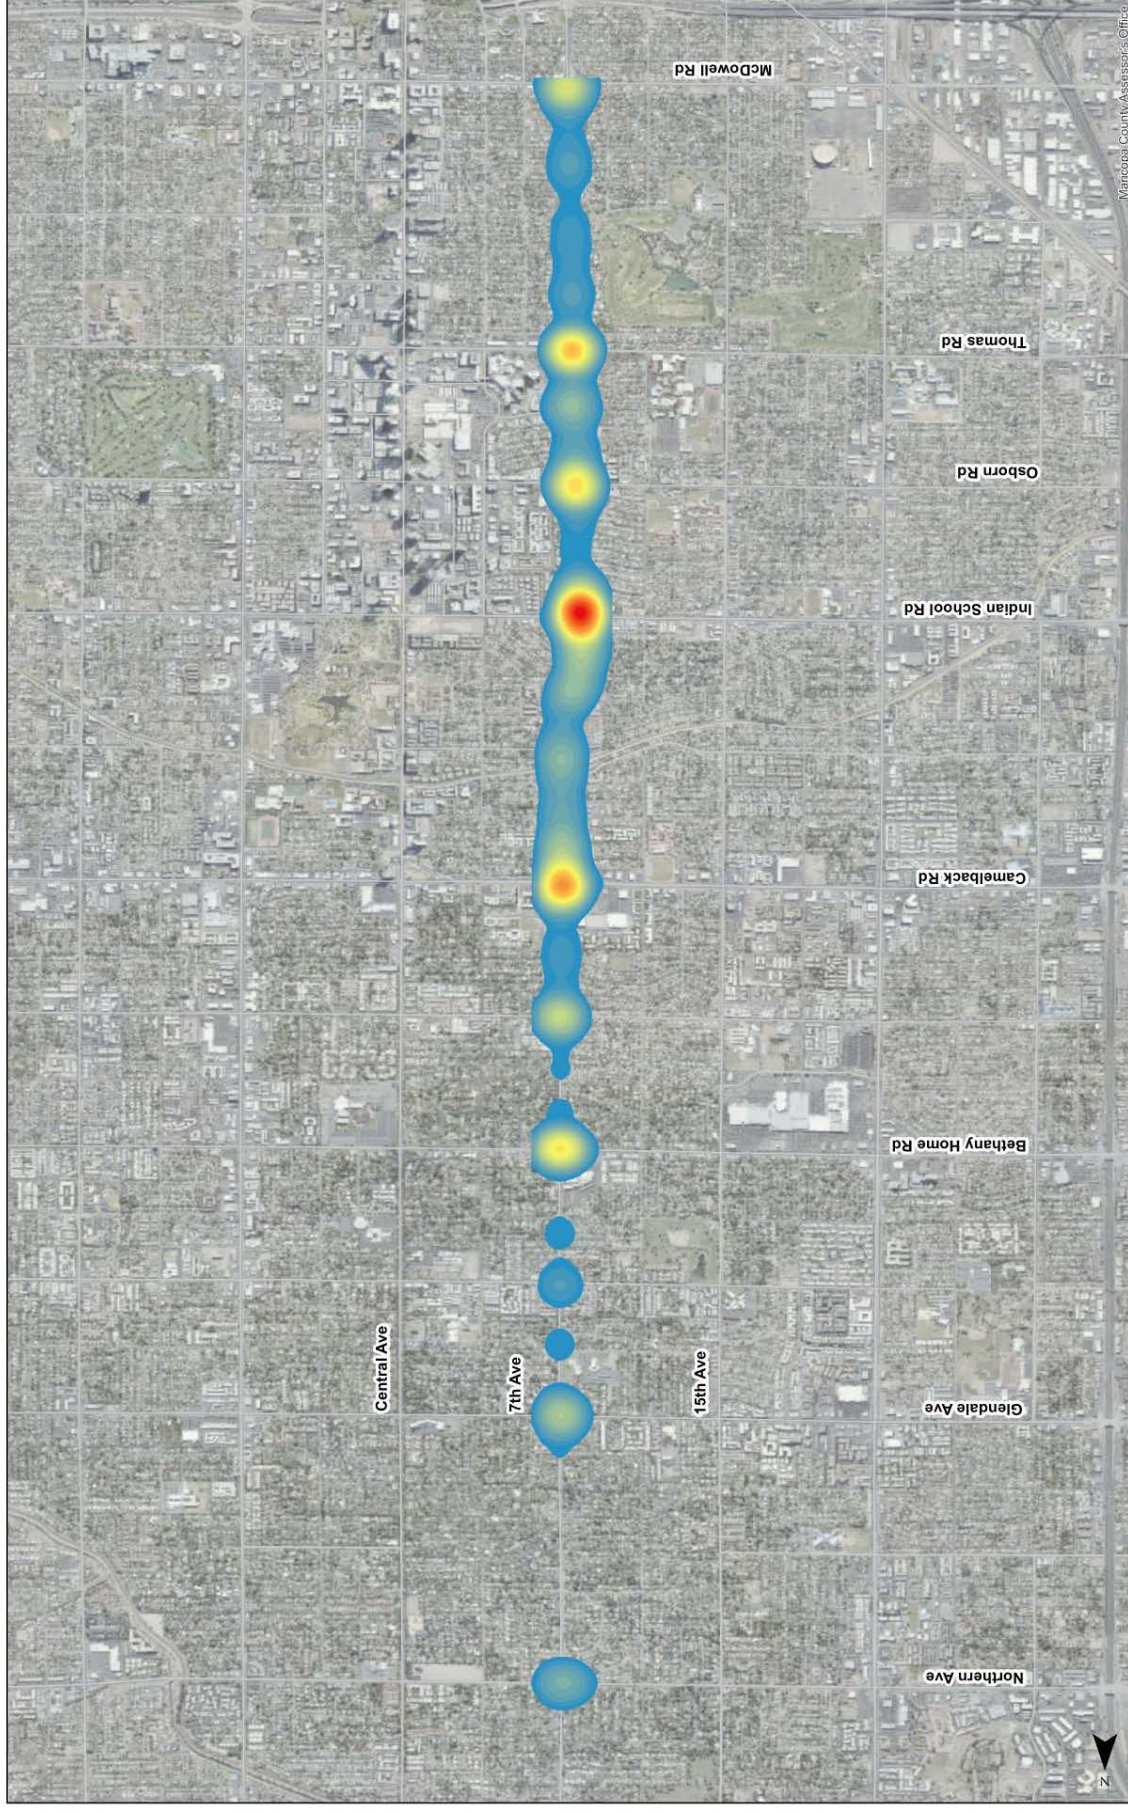 Maricopa County Assessor's Office
McDowell Rd
Thomas Rd
Osborn Rd
Indian School Rd
Camelback Rd
Bethany Home Rd
Central Ave
7th Ave
15th Ave
Glendale Ave
Northern Ave
N